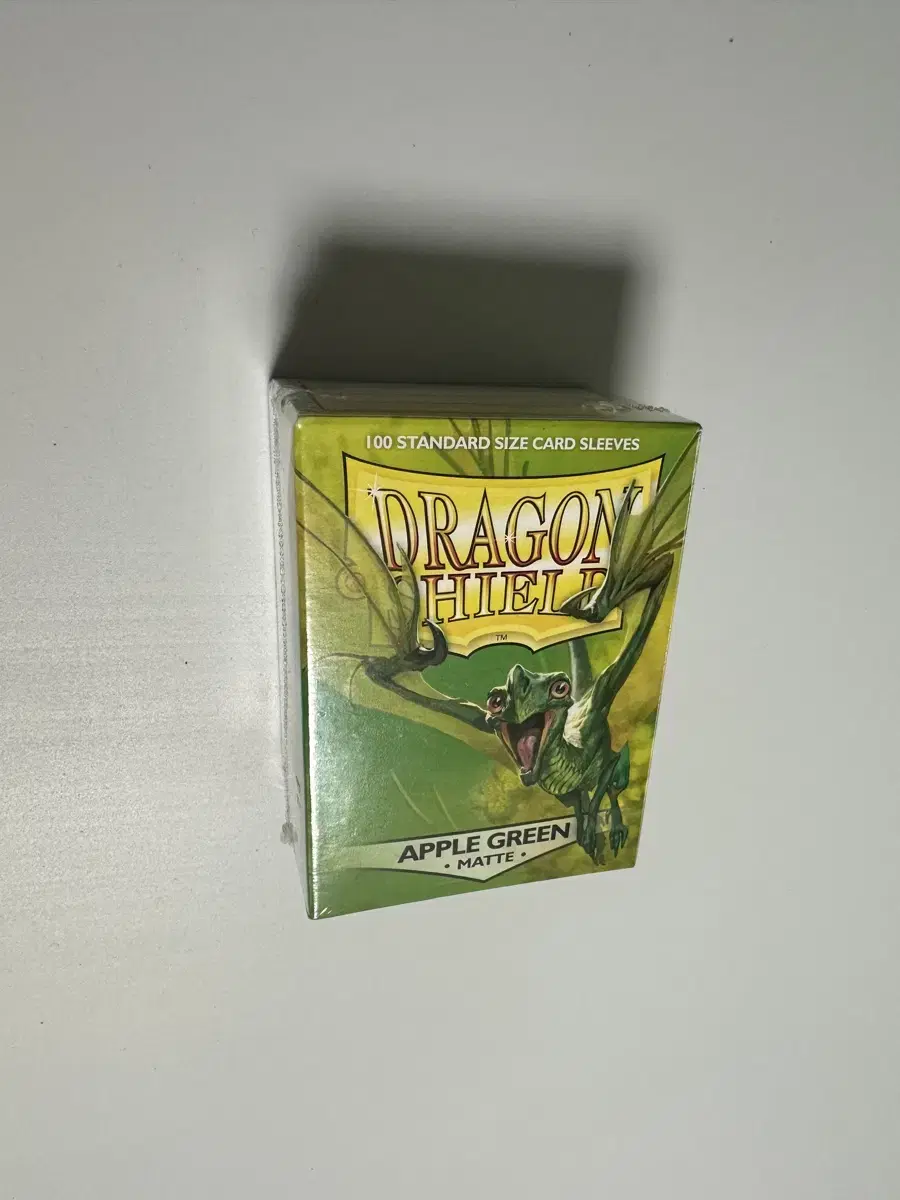 100 STANDARD SIZE CARD SLEEVES
DRAGON
SHIELD
TM
APPLE GREEN
• MATTE •